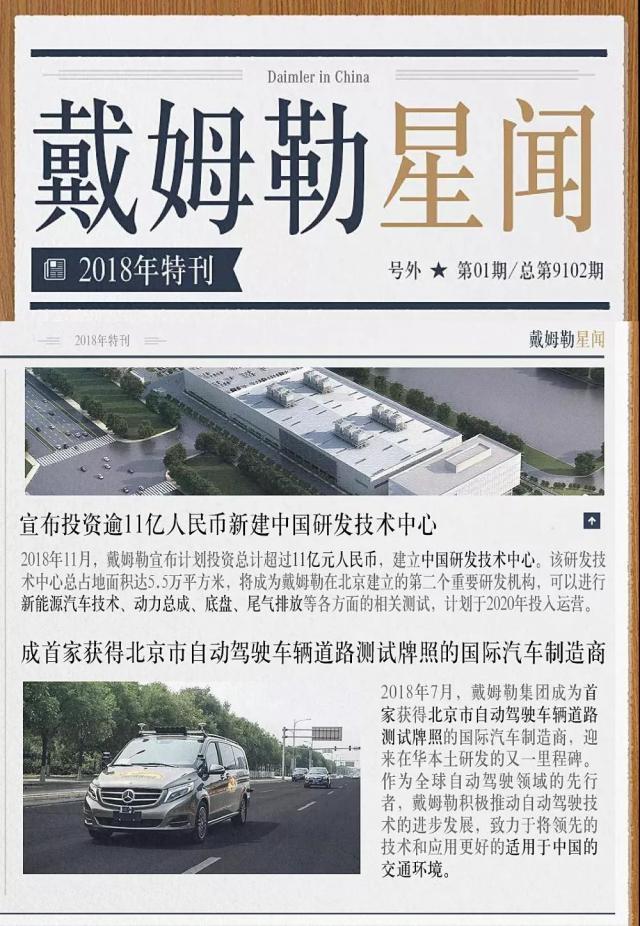 Daimler in China
戴姆勒星闻
2018年特刊
号外 ★ 第01期/总第9102期
2018年特刊
戴姆勒星闻
宣布投资逾11亿人民币新建中国研发技术中心
2018年11月，戴姆勒宣布计划投资总计超过11亿元人民币，建立中国研发技术中心。该研发技
术中心总占地面积达5.5万平方米，将成为戴姆勒在北京建立的第二个重要研发机构，可以进行
新能源汽车技术、动力总成、底盘、尾气排放等各方面的相关测试，计划于2020年投入运营。
成首家获得北京市自动驾驶车辆道路测试牌照的国际汽车制造商
2018年7月，戴姆勒集团成为首
家获得北京市自动驾驶车辆道路
测试牌照的国际汽车制造商，迎
来在华本土研发的又一里程碑。
作为全球自动驾驶领域的先行
者，戴姆勒积极推动自动驾驶技
术的进步发展，致力于将领先的
技术和应用更好的适用于中国的
交通环境。